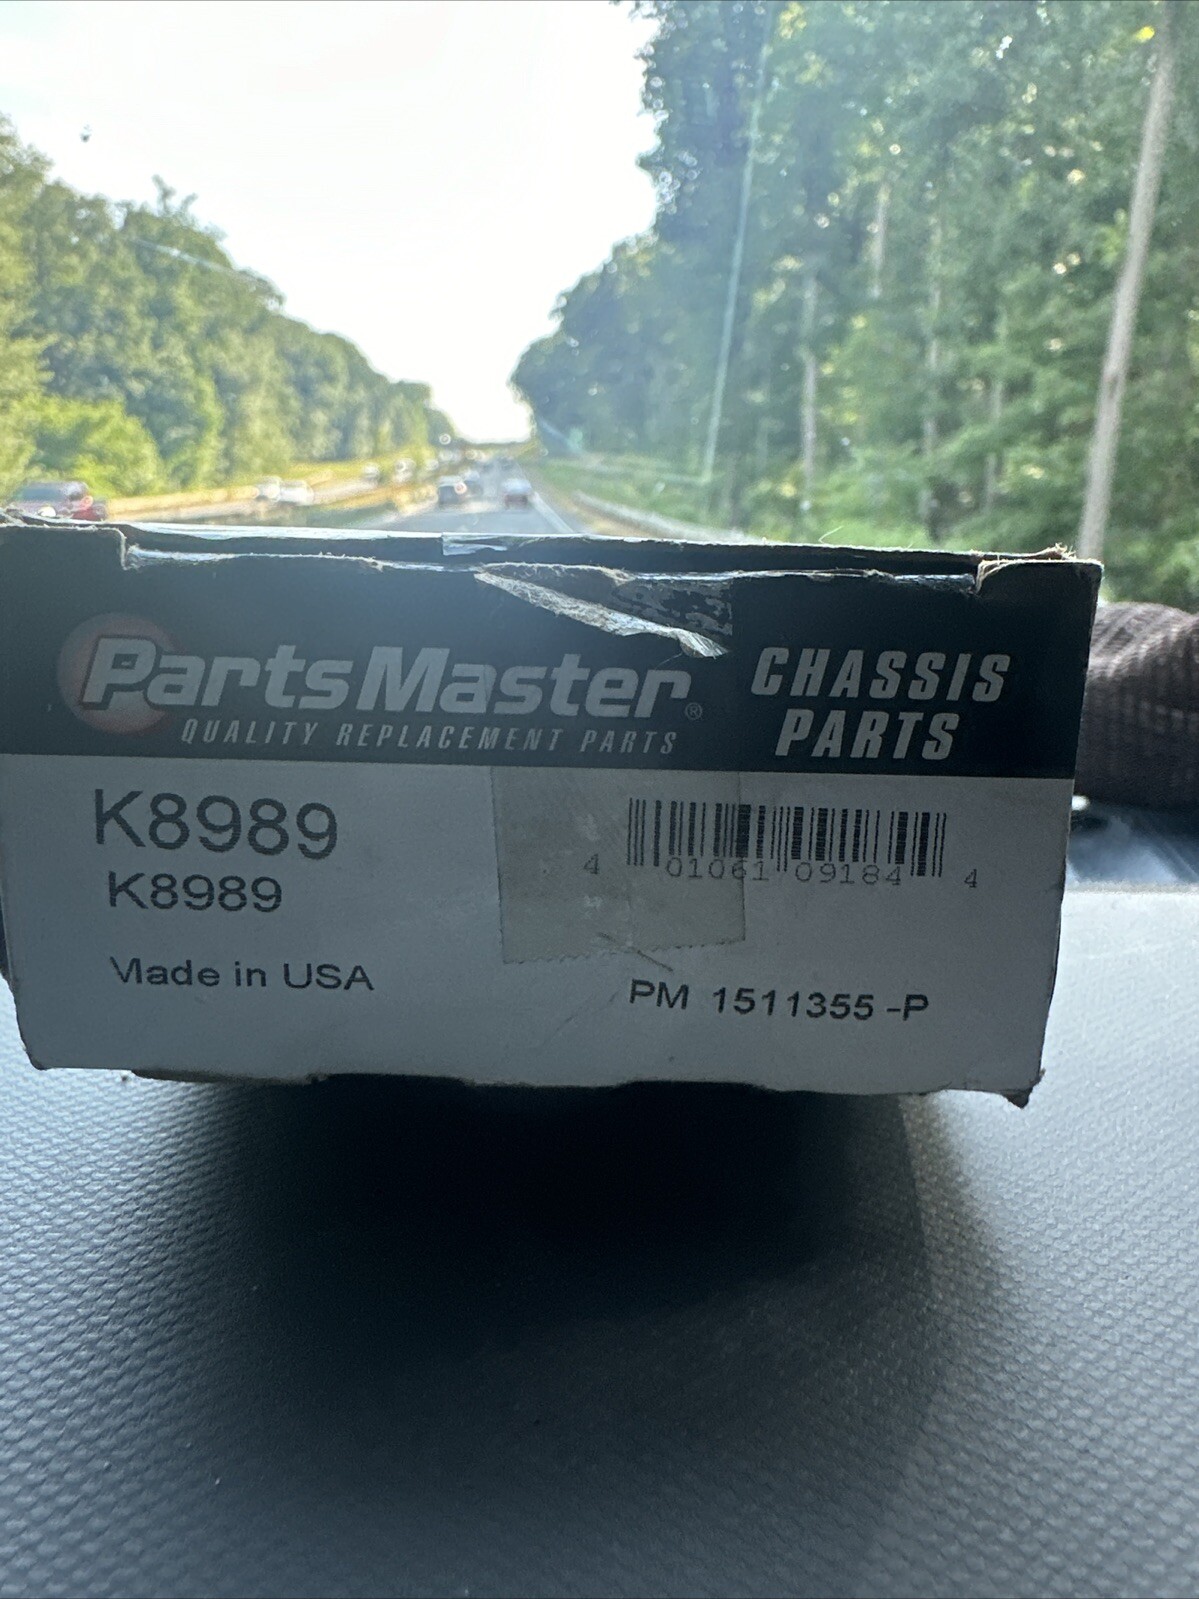 PartsMaster®
QUALITY REPLACEMENT PARTS
CHASSIS
PARTS
K8989
K8989
Made in USA
4 01061 09184 4
PM 1511355 -P